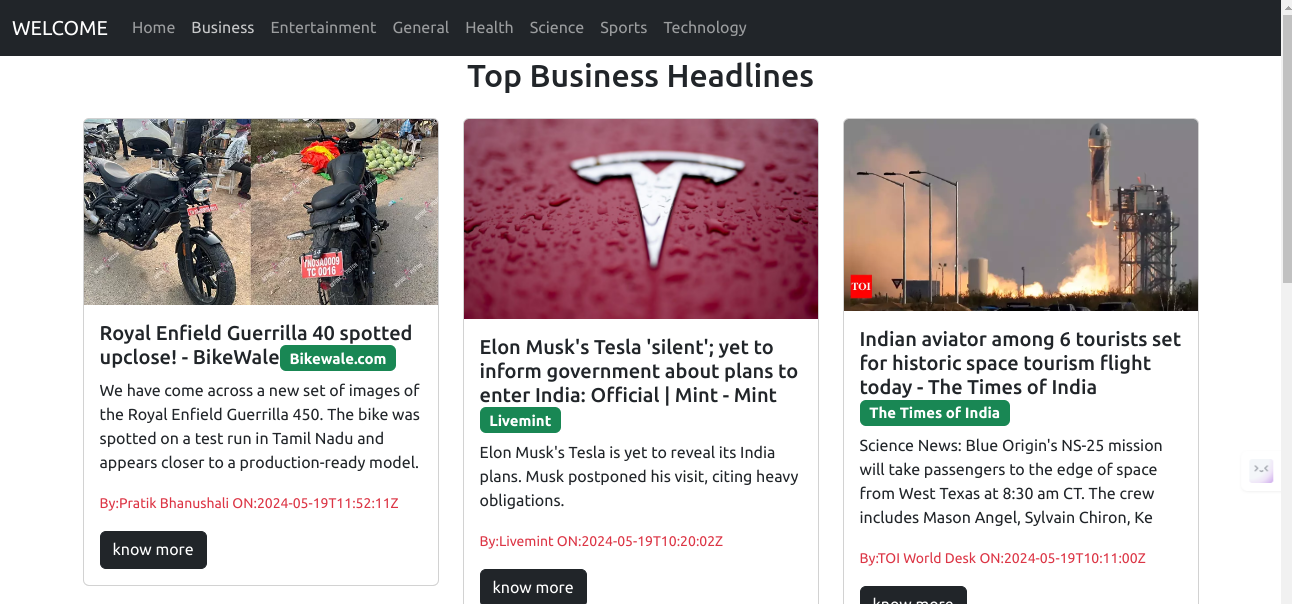 WELCOME Home Business Entertainment General Health Science Sports Technology
Top Business Headlines
TN03A0009
TC 0016
Royal Enfield Guerrilla 40 spotted
upclose! - BikeWale Bikewale.com
We have come across a new set of images of
the Royal Enfield Guerrilla 450. The bike was
spotted on a test run in Tamil Nadu and
appears closer to a production-ready model.
By:Pratik Bhanushali ON:2024-05-19T11:52:11Z
know more
Elon Musk's Tesla 'silent'; yet to
inform government about plans to
enter India: Official | Mint - Mint
Livemint
Elon Musk's Tesla is yet to reveal its India
plans. Musk postponed his visit, citing heavy
obligations.
By:Livemint ON:2024-05-19T10:20:02Z
know more
TOI
Indian aviator among 6 tourists set
for historic space tourism flight
today - The Times of India
The Times of India
Science News: Blue Origin's NS-25 mission
will take passengers to the edge of space
from West Texas at 8:30 am CT. The crew
includes Mason Angel, Sylvain Chiron, Ke
By:TOI World Desk ON:2024-05-19T10:11:00Z
know more